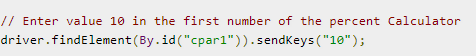 // Enter value 10 in the first number of the percent Calculator
driver.findElement(By.id("cpar1")).sendKeys("10");